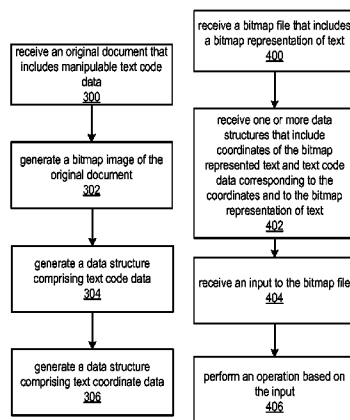 receive an original document that
includes manipulable text code
data
300
generate a bitmap image of the
original document
302
generate a data structure
comprising text code data
304
generate a data structure
comprising text coordinate data
306
receive a bitmap file that includes
a bitmap representation of text
400
receive one or more data
structures that include
coordinates of the bitmap
represented text and text code
data corresponding to the
coordinates and to the bitmap
representation of text
402
receive an input to the bitmap file
404
perform an operation based on
the input
406